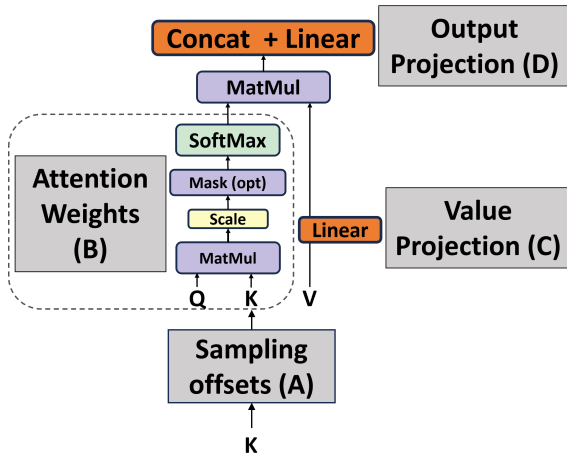 Concat + Linear
Output
Projection (D)
MatMul
SoftMax
Attention
Weights
(B)
Mask (opt)
Scale
MatMul
Linear
Value
Projection (C)
Q
K
V
Sampling
offsets (A)
K